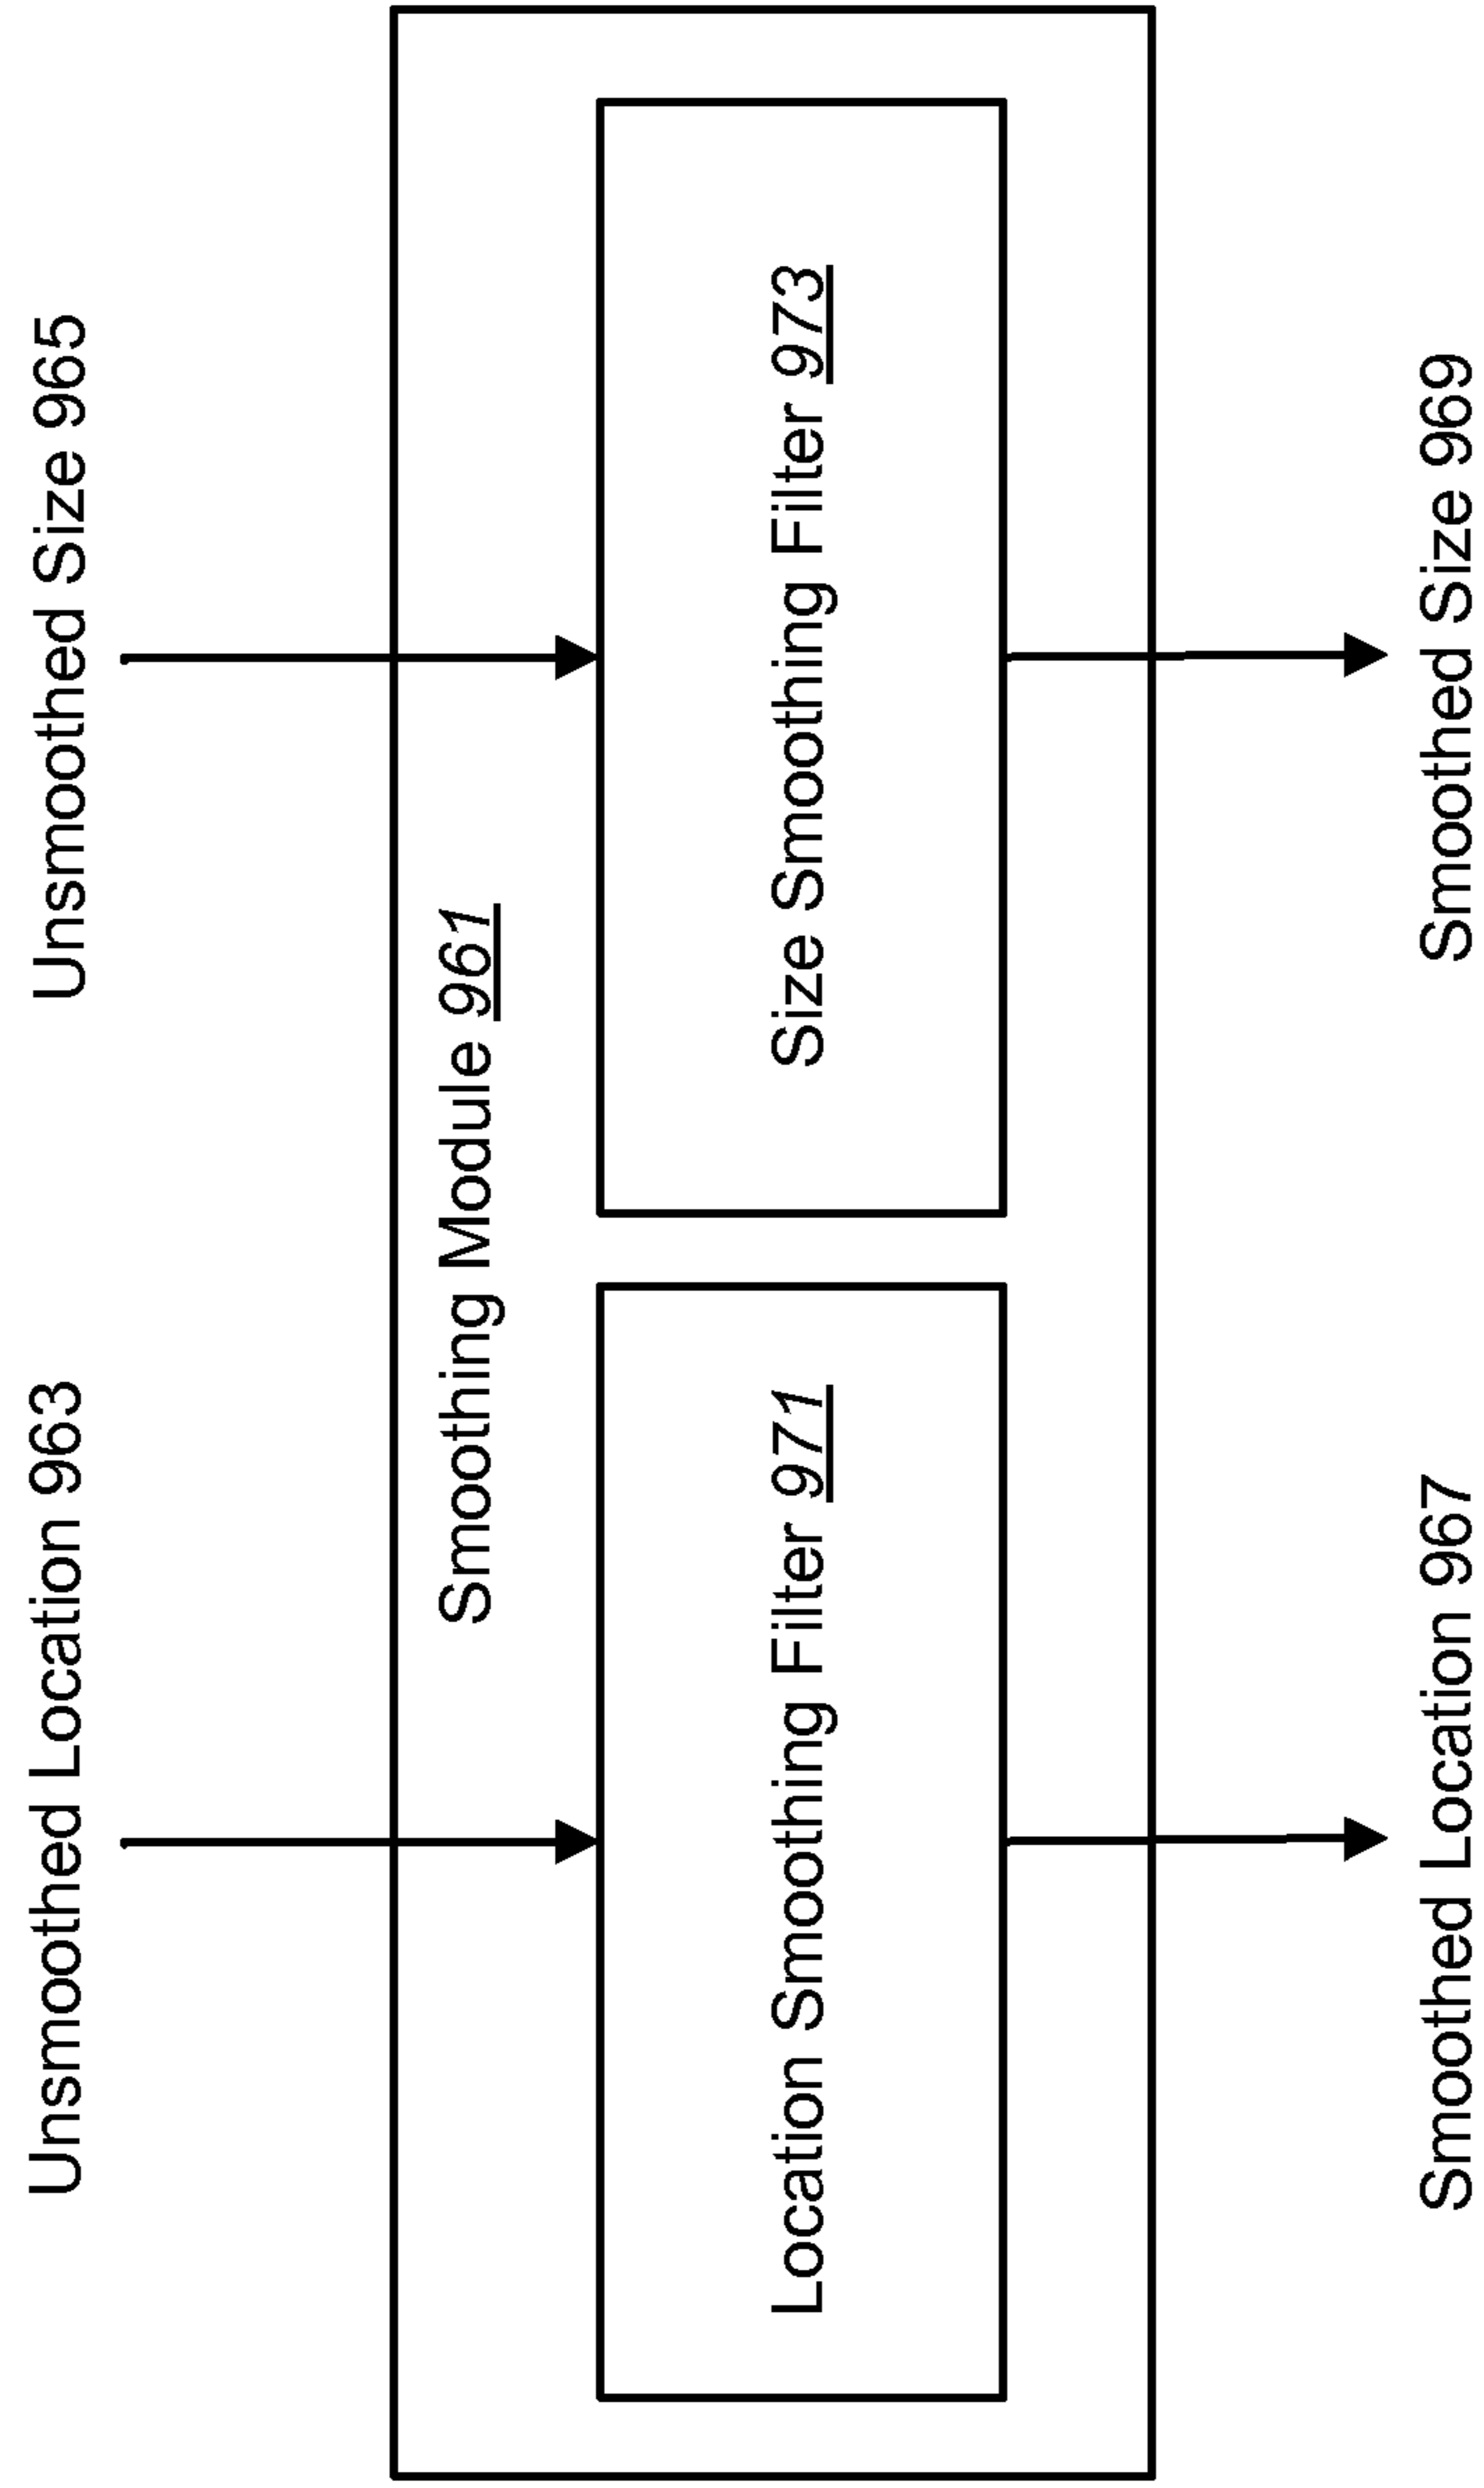 Unsmoothed Location 963
Unsmoothed Size 965
Smoothing Module 961
Location Smoothing Filter 971
Size Smoothing Filter 973
Smoothed Location 967
Smoothed Size 969